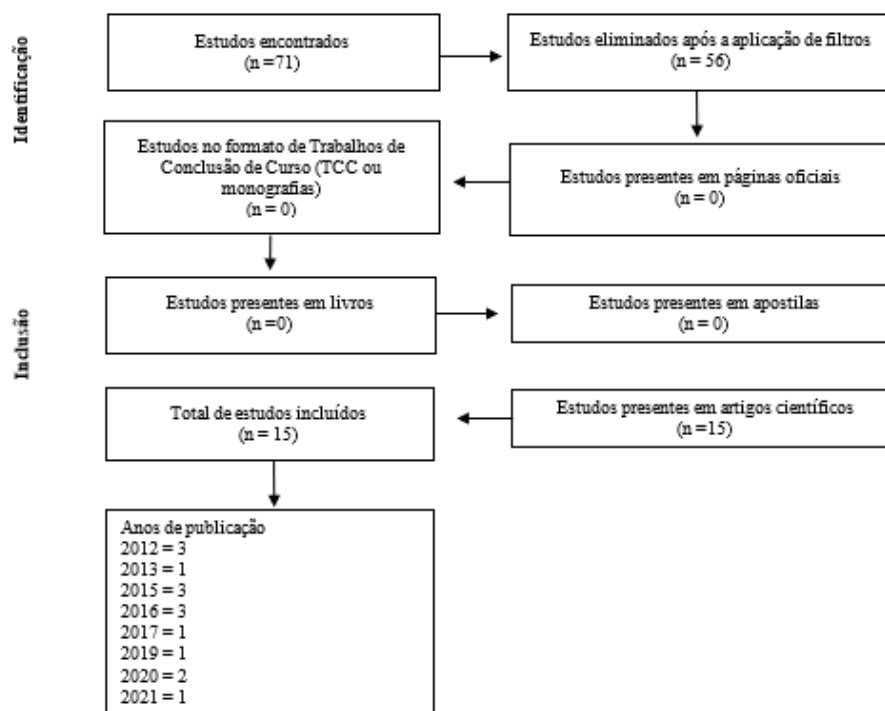 Identificação
Estudos encontrados
(n =71)
Estudos eliminados após a aplicação de filtros
(n = 56)
Estudos no formato de Trabalhos de
Conclusão de Curso (TCC ou
monografias)
(n = 0)
Estudos presentes em páginas oficiais
(n = 0)
Inclusão
Estudos presentes em livros
(n =0)
Estudos presentes em apostilas
(n = 0)
Total de estudos incluídos
(n = 15)
Estudos presentes em artigos científicos
(n =15)
Anos de publicação
2012 = 3
2013 = 1
2015 = 3
2016 = 3
2017 = 1
2019 = 1
2020 = 2
2021 = 1